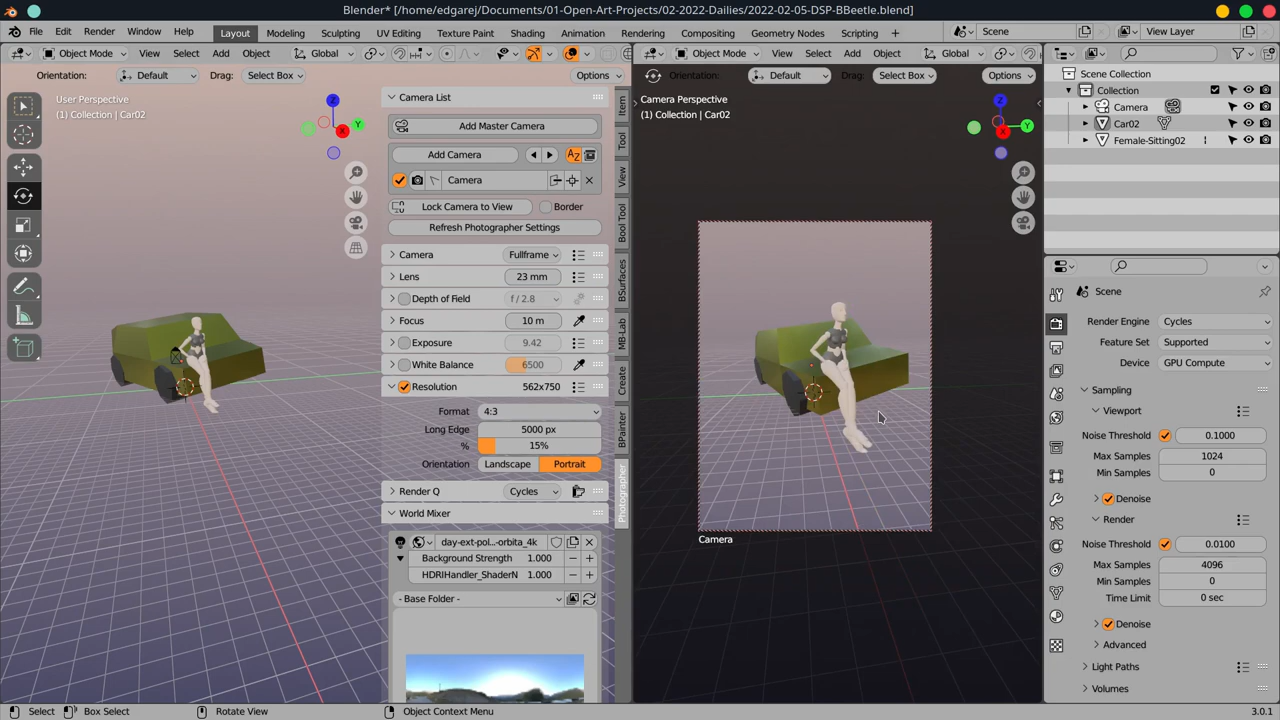 Blender* [/home/edgarej/Documents/01-Open-Art-Projects/02-2022-Dailies/2022-02-05-DSP-BBeetle.blend]
File Edit Render Window Help Layout Modeling Sculpting UV Editing Texture Paint Shading Animation Rendering Compositing Geometry Nodes Scripting + Scene View Layer
Object Mode View Select Add Object Global
Object Mode View Select Add Object Global
Orientation: Default Drag: Select Box Options
Orientation: Default Drag: Select Box Options
User Perspective
(1) Collection | Car02
Z
Y
X
Camera List
Add Master Camera
Add Camera
AZ
Camera
Lock Camera to View Border
Refresh Photographer Settings
Camera Fullframe
Lens 23 mm
Depth of Field f / 2.8
Focus 10 m
Exposure 9.42
White Balance 6500
Resolution 562x750
Format 4:3
Long Edge 5000 px
% 15%
Orientation Landscape Portrait
Render Q Cycles
World Mixer
day-ext-pol...-orbita_4k
Background Strength 1.000
HDRIHandler_ShaderN 1.000
- Base Folder -
Item
Tool
View
Bool Tool
BSurfaces
MB-Lab
Create
BPainter
Photographer
Camera Perspective
(1) Collection | Car02
Z
Y
X
Camera
Scene Collection
Collection
Camera
Car02
Female-Sitting02
Scene
Render Engine Cycles
Feature Set Supported
Device GPU Compute
Sampling
Viewport
Noise Threshold 0.1000
Max Samples 1024
Min Samples 0
Denoise
Render
Noise Threshold 0.0100
Max Samples 4096
Min Samples 0
Time Limit 0 sec
Denoise
Advanced
Light Paths
Volumes
Select Box Select Rotate View Object Context Menu 3.0.1